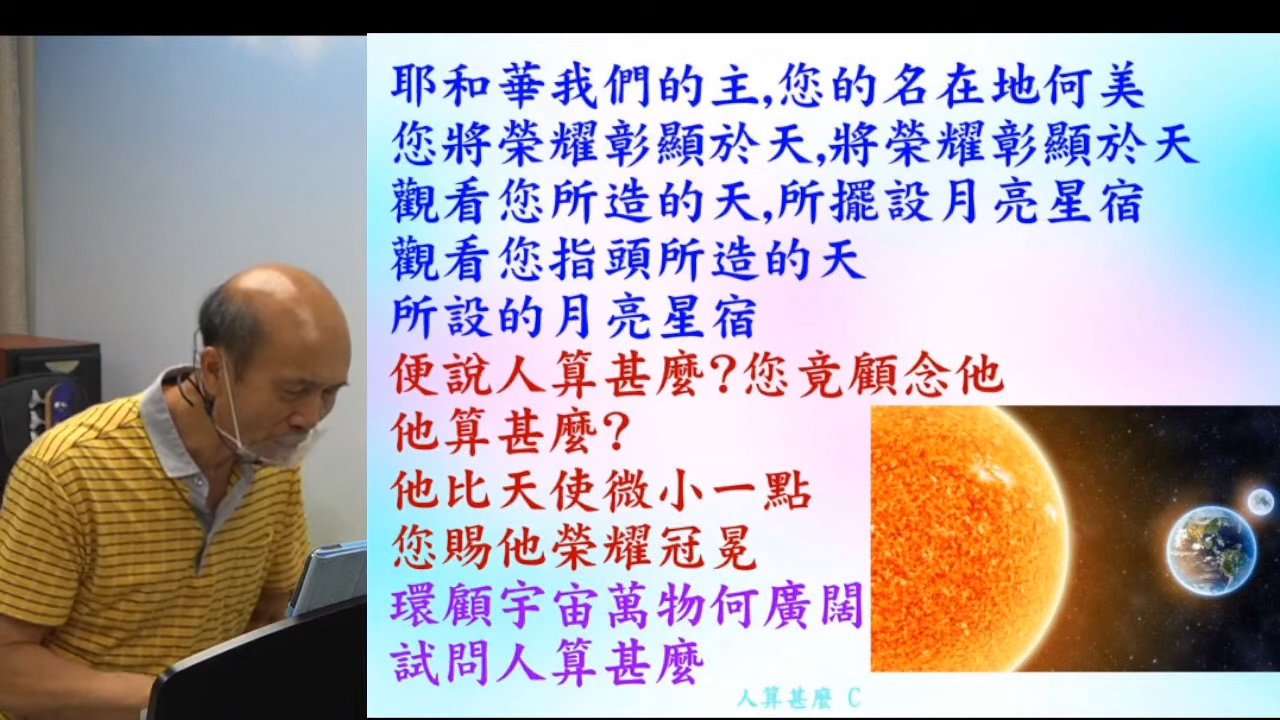 耶和華我們的主,您的名在地何美
您將榮耀彰顯於天,將榮耀彰顯於天
觀看您所造的天,所擺設月亮星宿
觀看您指頭所造的天
所設的月亮星宿
便說人算甚麼?您竟顧念他
他算甚麼?
他比天使微小一點
您賜他榮耀冠冕
環顧宇宙萬物何廣闊
試問人算甚麼
人算甚麼 C